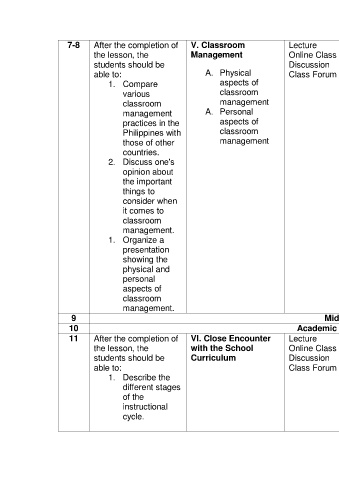 7-8
After the completion of
the lesson, the
students should be
able to:
1. Compare
various
classroom
management
practices in the
Philippines with
those of other
countries.
2. Discuss one's
opinion about
the important
things to
consider when
it comes to
classroom
management.
1. Organize a
presentation
showing the
physical and
personal
aspects of
classroom
management.
V. Classroom
Management
A. Physical
aspects of
classroom
management
A. Personal
aspects of
classroom
management
Lecture
Online Class
Discussion
Class Forum
9
Mid
10
Academic
11
After the completion of
the lesson, the
students should be
able to:
1. Describe the
different stages
of the
instructional
cycle.
VI. Close Encounter
with the School
Curriculum
Lecture
Online Class
Discussion
Class Forum